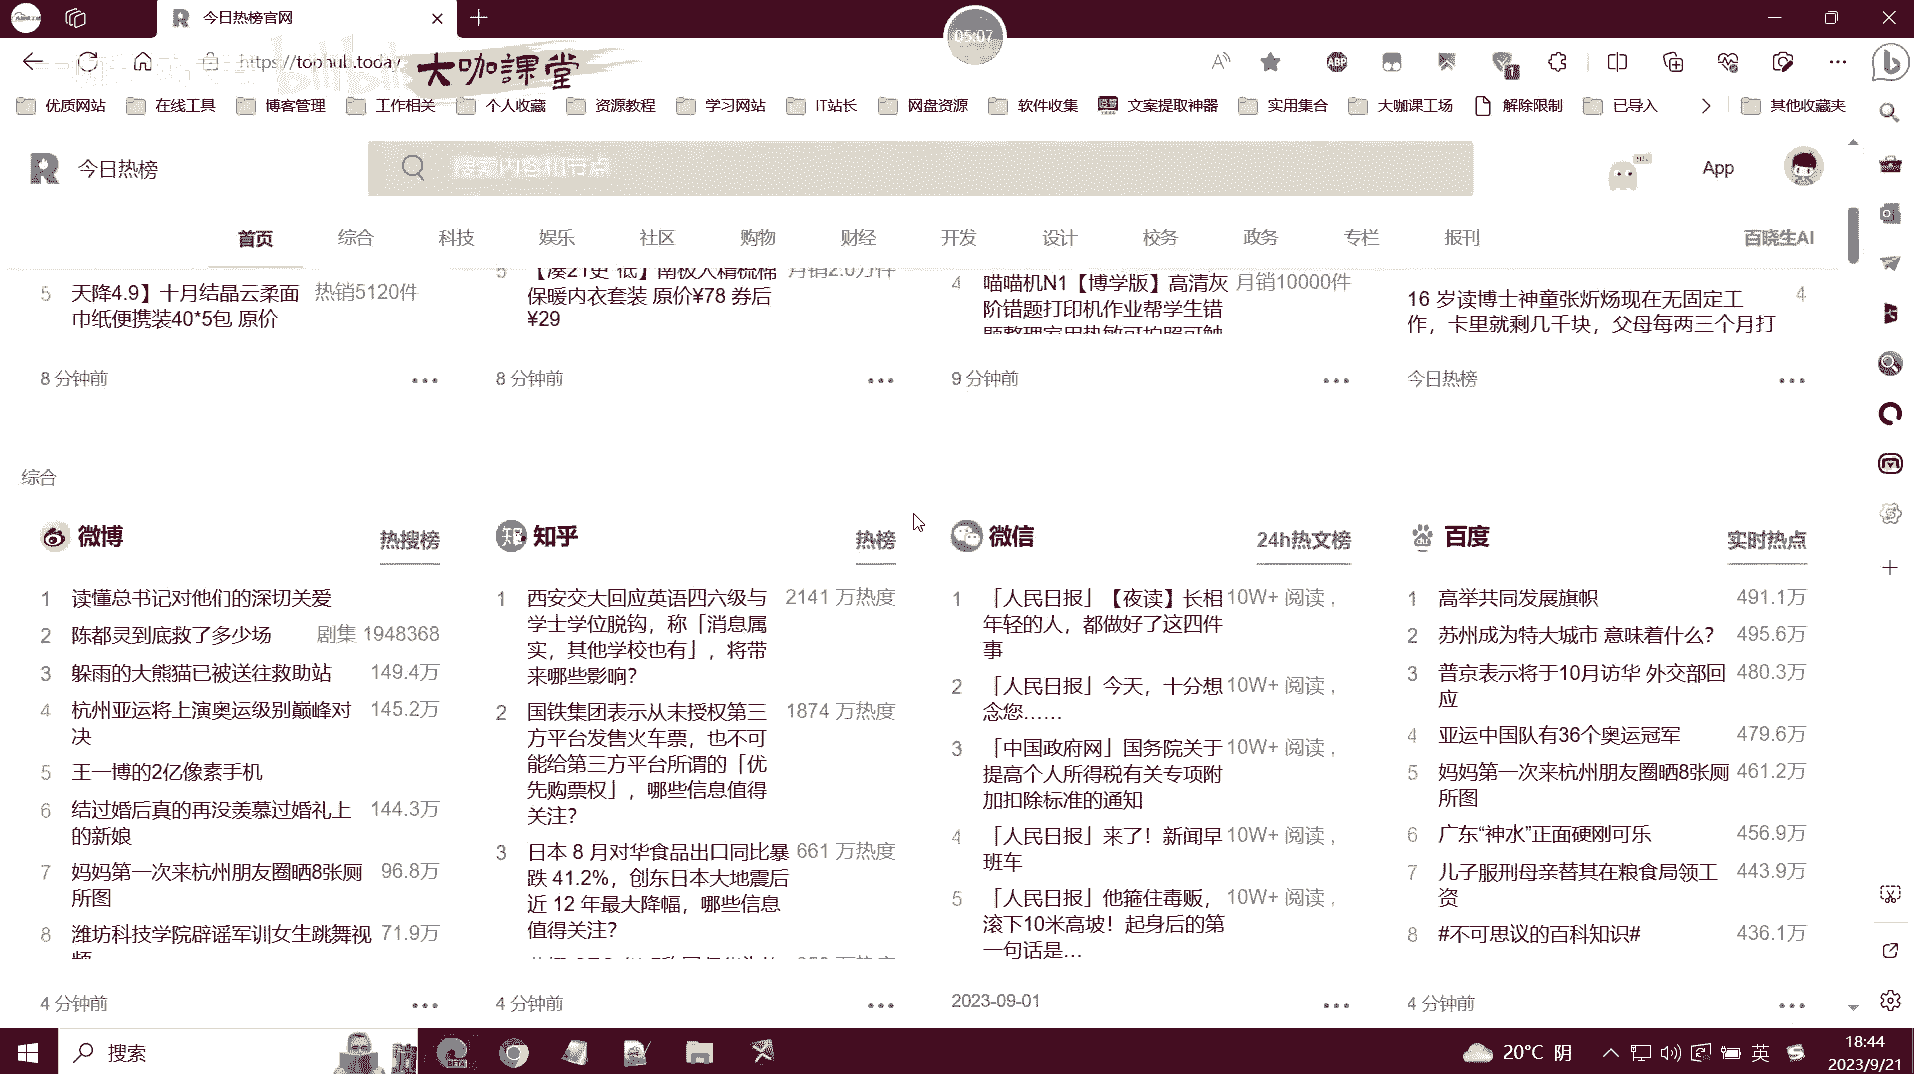 今日热榜官网
05:07
https://tophub.today
大咖課堂
ABP
优质网站
在线工具
博客管理
工作相关
个人收藏
资源教程
学习网站
IT站长
网盘资源
软件收集
文案提取神器
实用集合
大咖课工场
解除限制
已导入
其他收藏夹
今日热榜
搜索内容和节点
App
首页
综合
科技
娱乐
社区
购物
财经
开发
设计
校务
政务
专栏
报刊
百晓生AI
5
天降4.9】十月结晶云柔面
巾纸便携装40*5包 原价
热销5120件
8 分钟前
5
【凑21更 低】南极人精梳棉
保暖内衣套装 原价¥78 券后
¥29
月销2.0万件
8 分钟前
4
喵喵机N1【博学版】高清灰
阶错题打印机作业帮学生错
题整理家用热敏可拍照可触
月销10000件
9 分钟前
16 岁读博士神童张炘炀现在无固定工
作，卡里就剩几千块，父母每两三个月打
4
今日热榜
综合
微博
热搜榜
1 读懂总书记对他们的深切关爱
2 陈都灵到底救了多少场 剧集 1948368
3 躲雨的大熊猫已被送往救助站 149.4万
4 杭州亚运将上演奥运级别巅峰对 145.2万
决
5 王一博的2亿像素手机
6 结过婚后真的再没羡慕过婚礼上 144.3万
的新娘
7 妈妈第一次来杭州朋友圈晒8张厕 96.8万
所图
8 潍坊科技学院辟谣军训女生跳舞视 71.9万
频
4 分钟前
知乎
热榜
1 西安交大回应英语四六级与 2141 万热度
学士学位脱钩，称「消息属
实，其他学校也有」，将带
来哪些影响？
2 国铁集团表示从未授权第三 1874 万热度
方平台发售火车票，也不可
能给第三方平台所谓的「优
先购票权」，哪些信息值得
关注？
3 日本 8 月对华食品出口同比暴 661 万热度
跌 41.2%，创东日本大地震后
近 12 年最大降幅，哪些信息
值得关注？
4 分钟前
微信
24h热文榜
1 「人民日报」【夜读】长相 10W+ 阅读，
年轻的人，都做好了这四件
事
2 「人民日报」今天，十分想 10W+ 阅读，
念您……
3 「中国政府网」国务院关于 10W+ 阅读，
提高个人所得税有关专项附
加扣除标准的通知
4 「人民日报」来了！新闻早 10W+ 阅读，
班车
5 「人民日报」他箍住毒贩， 10W+ 阅读，
滚下10米高坡！起身后的第
一句话是…
2023-09-01
百度
实时热点
1 高举共同发展旗帜 491.1万
2 苏州成为特大城市 意味着什么？ 495.6万
3 普京表示将于10月访华 外交部回 480.3万
应
4 亚运中国队有36个奥运冠军 479.6万
5 妈妈第一次来杭州朋友圈晒8张厕 461.2万
所图
6 广东“神水”正面硬刚可乐 456.9万
7 儿子服刑母亲替其在粮食局领工 443.9万
资
8 #不可思议的百科知识# 436.1万
4 分钟前
搜索
BETA
20°C 阴
英
18:44
2023/9/21